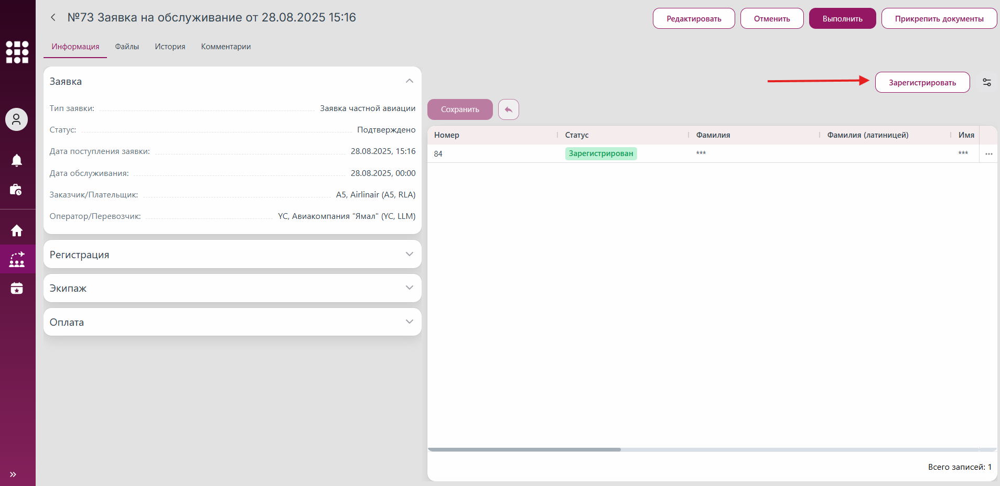 №73 Заявка на обслуживание от 28.08.2025 15:16
Редактировать Отменить Выполнить Прикрепить документы
Информация Файлы История Комментарии
Заявка
Тип заявки: Заявка частной авиации
Статус: Подтверждено
Дата поступления заявки: 28.08.2025, 15:16
Дата обслуживания: 28.08.2025, 00:00
Заказчик/Плательщик: A5, Airlinair (A5, RLA)
Оператор/Перевозчик: YC, Авиакомпания "Ямал" (YC, LLM)
Регистрация
Экипаж
Оплата
Зарегистрировать
Сохранить
Номер Статус Фамилия Фамилия (латиницей) Имя
84 Зарегистрирован *** ***
Всего записей: 1